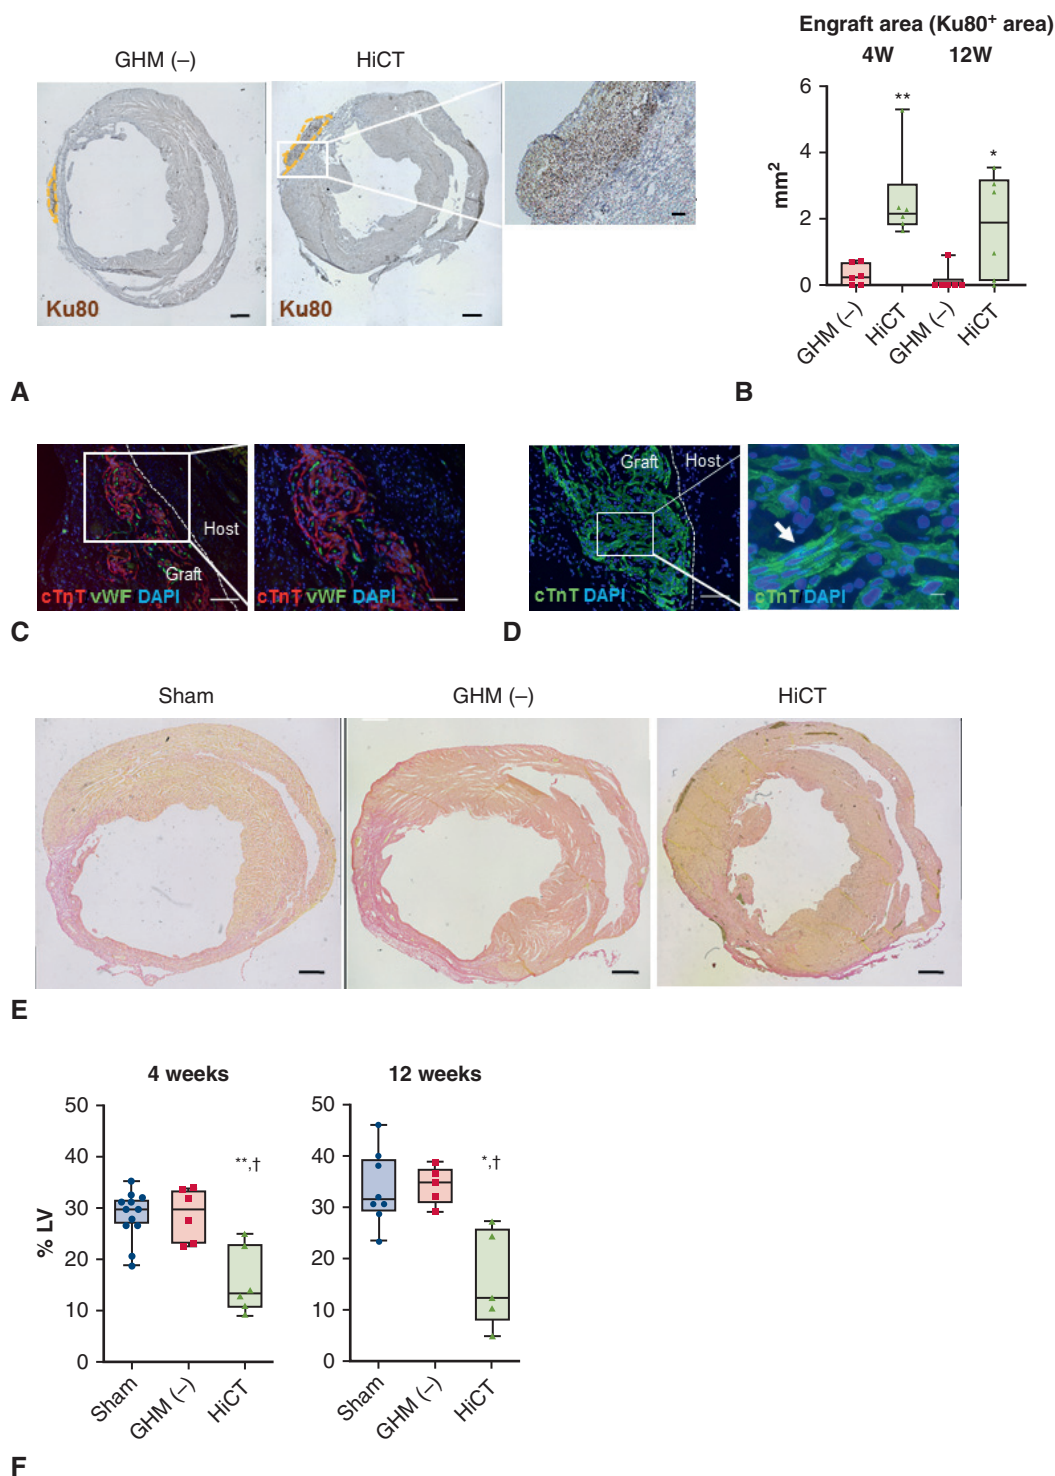 GHM (–)
HiCT
Ku80
Ku80
A
Engraft area (Ku80+ area)
4W 12W
mm2
6
4
2
0
**
*
GHM (–)
HiCT
GHM (–)
HiCT
B
Host
Graft
cTnT vWF DAPI
cTnT vWF DAPI
C
Graft Host
cTnT DAPI
cTnT DAPI
D
Sham
GHM (–)
HiCT
E
4 weeks
% LV
50
40
30
20
10
0
**,†
Sham
GHM (–)
HiCT
12 weeks
50
40
30
20
10
0
*,†
Sham
GHM (–)
HiCT
F